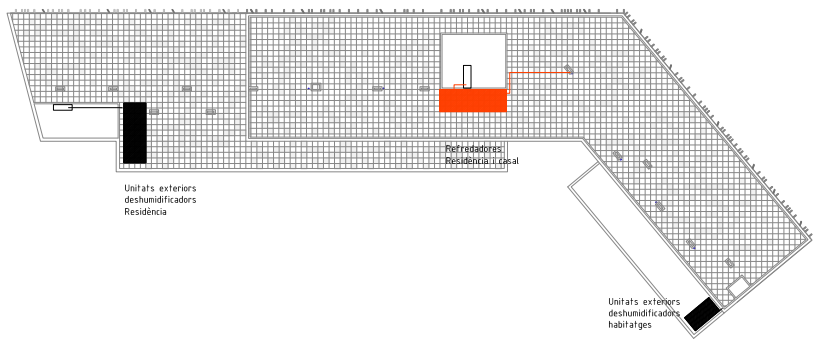 Refredadores
Residència i casal
Unitats exteriors
deshumidificadors
Residència
Unitats exteriors
deshumidificadors
habitatges